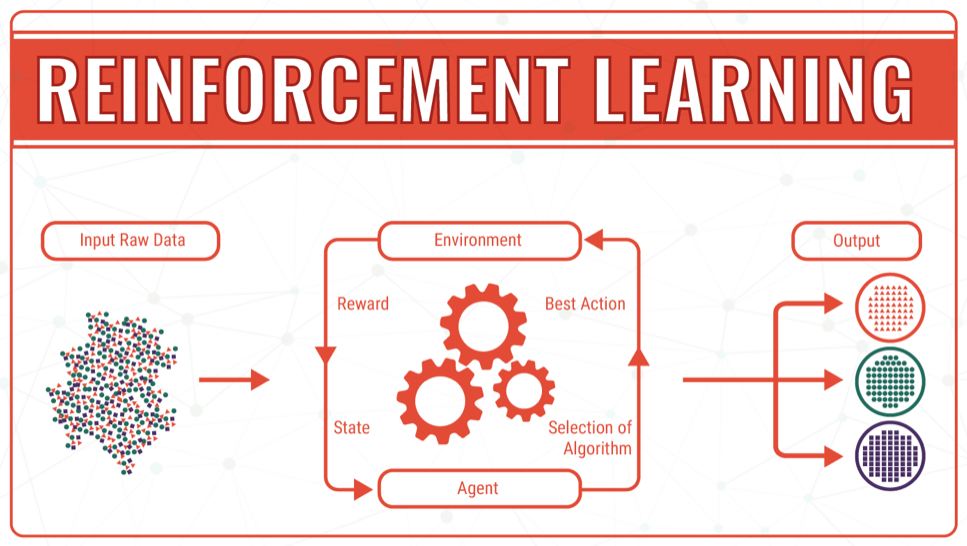 REINFORCEMENT LEARNING
Input Raw Data
Environment
Output
Reward
Best Action
State
Selection of
Algorithm
Agent